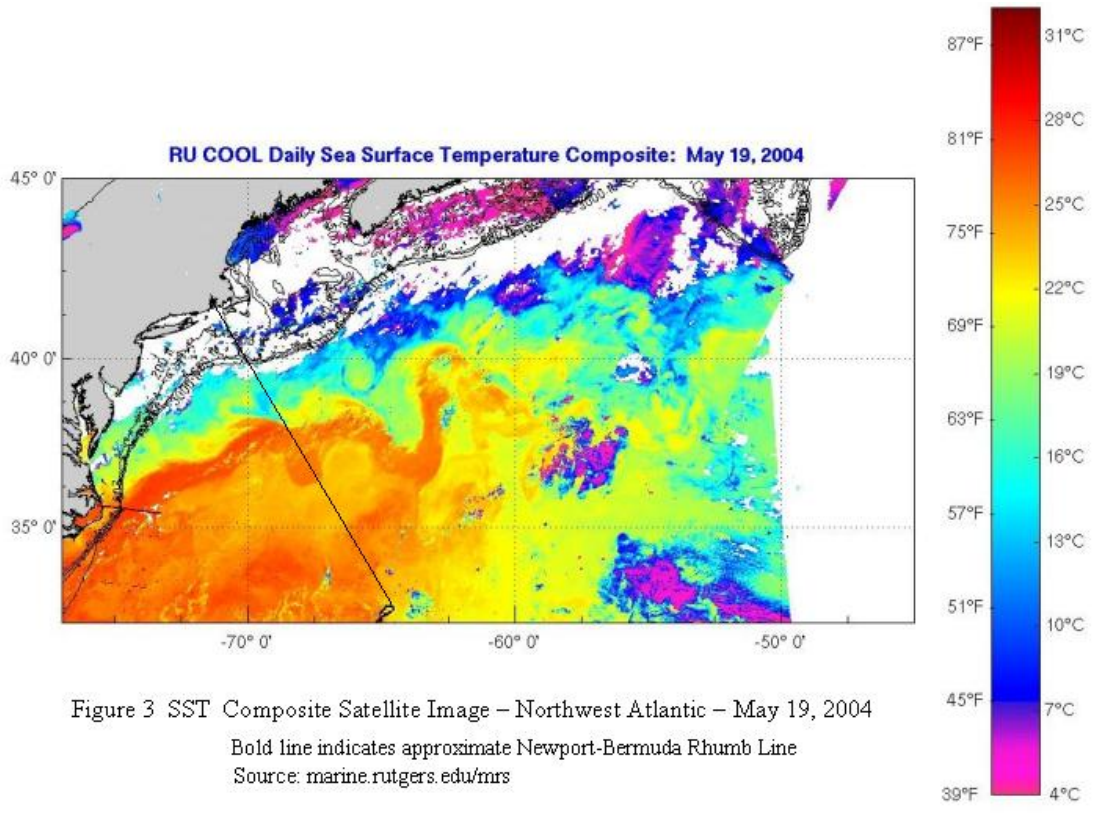 RU COOL Daily Sea Surface Temperature Composite: May 19, 2004
45° 0'
40° 0'
35° 0'
-70° 0'
-60° 0'
-50° 0'
87°F
81°F
75°F
69°F
63°F
57°F
51°F
45°F
39°F
31°C
28°C
25°C
22°C
19°C
16°C
13°C
10°C
7°C
4°C
Figure 3 SST Composite Satellite Image – Northwest Atlantic – May 19, 2004
Bold line indicates approximate Newport-Bermuda Rhumb Line
Source: marine.rutgers.edu/mrs